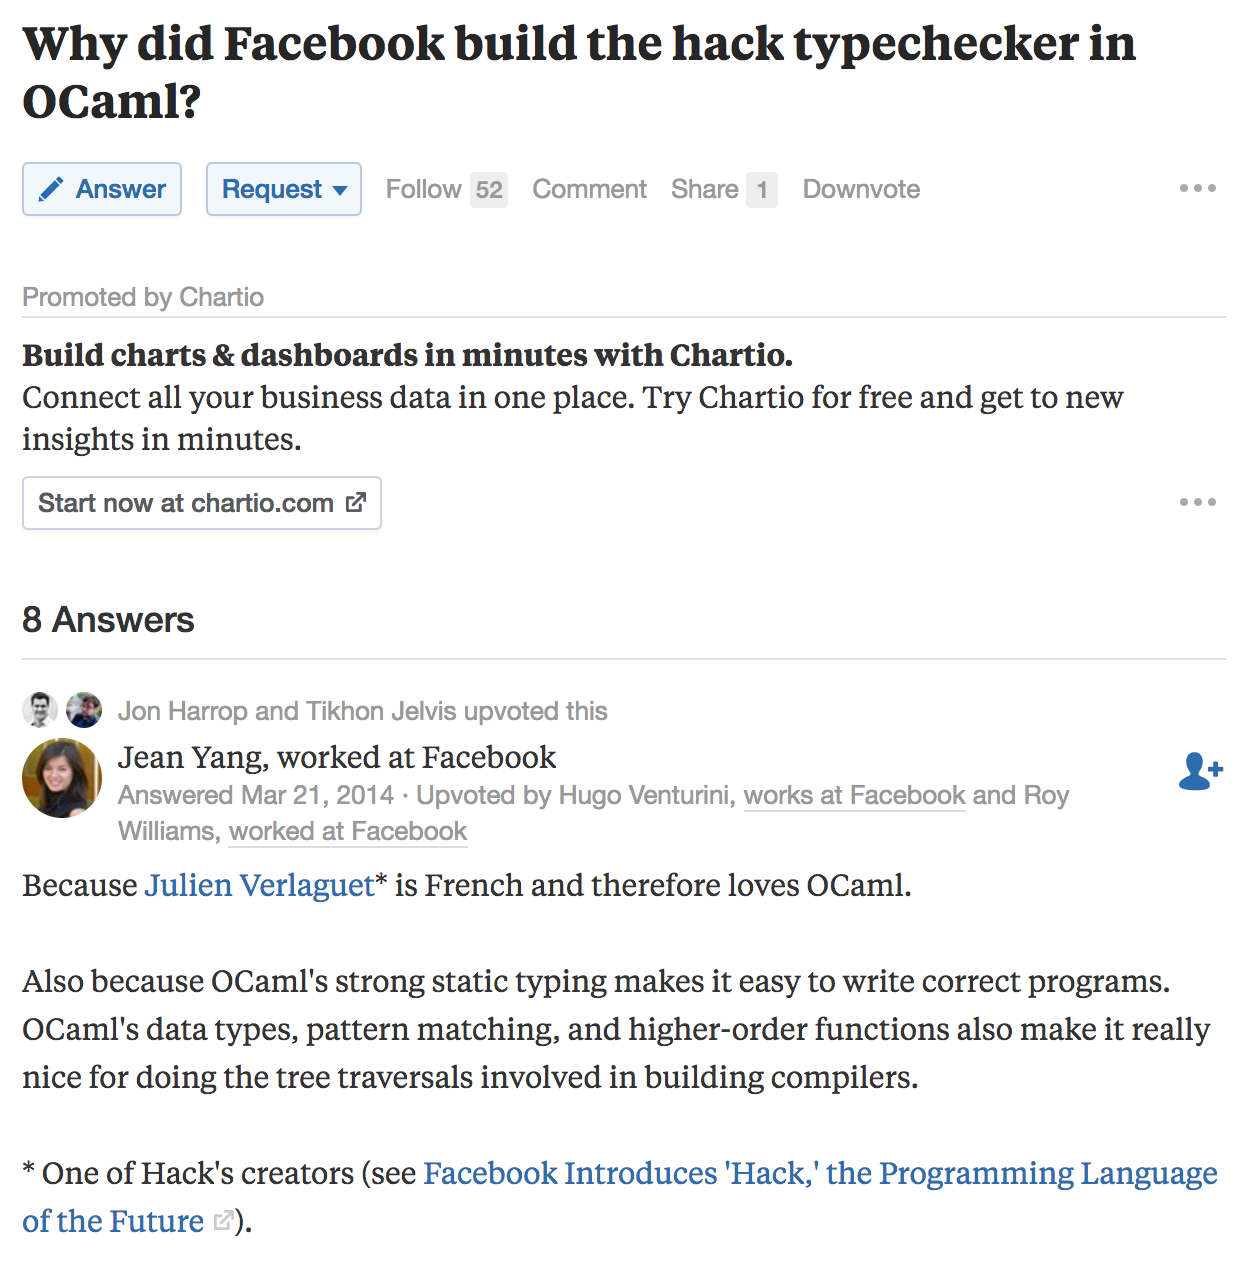 Why did Facebook build the hack typechecker in
OCaml?
Answer
Request
Follow 52
Comment
Share 1
Downvote
Promoted by Chartio
Build charts & dashboards in minutes with Chartio.
Connect all your business data in one place. Try Chartio for free and get to new
insights in minutes.
Start now at chartio.com
8 Answers
Jon Harrop and Tikhon Jelvis upvoted this
Jean Yang, worked at Facebook
Answered Mar 21, 2014 · Upvoted by Hugo Venturini, works at Facebook and Roy
Williams, worked at Facebook
Because Julien Verlaguet* is French and therefore loves OCaml.
Also because OCaml's strong static typing makes it easy to write correct programs.
OCaml's data types, pattern matching, and higher-order functions also make it really
nice for doing the tree traversals involved in building compilers.
* One of Hack's creators (see Facebook Introduces 'Hack,' the Programming Language
of the Future).